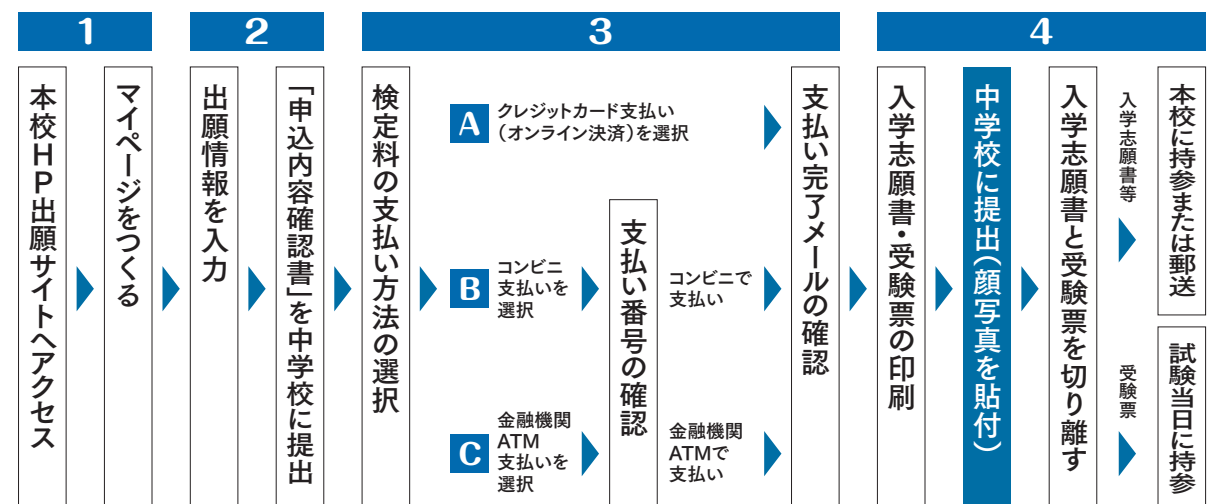 1
本校HP出願サイトへアクセス
マイページをつくる
2
出願情報を入力
「申込内容確認書」を中学校に提出
3
検定料の支払い方法の選択
A
クレジットカード支払い
（オンライン決済）を選択
B
コンビニ
支払いを
選択
C
金融機関
ATM
支払いを
選択
支払い番号の確認
コンビニで
支払い
金融機関
ATMで
支払い
支払い完了メールの確認
4
入学志願書・受験票の印刷
中学校に提出（顔写真を貼付）
入学志願書と受験票を切り離す
入学志願書等
本校に持参または郵送
受験票
試験当日に持参